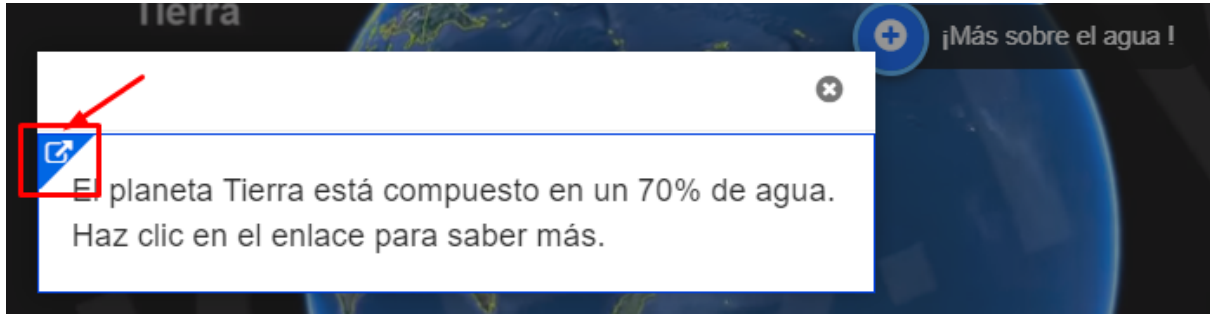 Tierra
¡Más sobre el agua !
El planeta Tierra está compuesto en un 70% de agua.
Haz clic en el enlace para saber más.